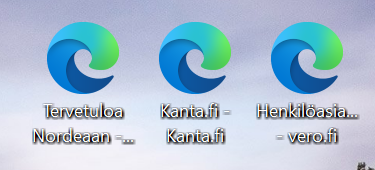 Tervetuloa
Nordeaan -...
Kanta.fi -
Kanta.fi
Henkilöasia...
- vero.fi